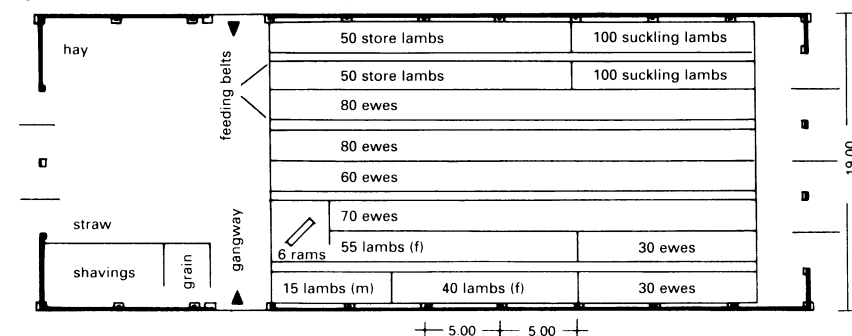 hay
50 store lambs
100 suckling lambs
feeding belts
50 store lambs
100 suckling lambs
80 ewes
80 ewes
60 ewes
19.00
straw
gangway
70 ewes
6 rams
55 lambs (f)
30 ewes
shavings
grain
15 lambs (m)
40 lambs (f)
30 ewes
5.00
5.00